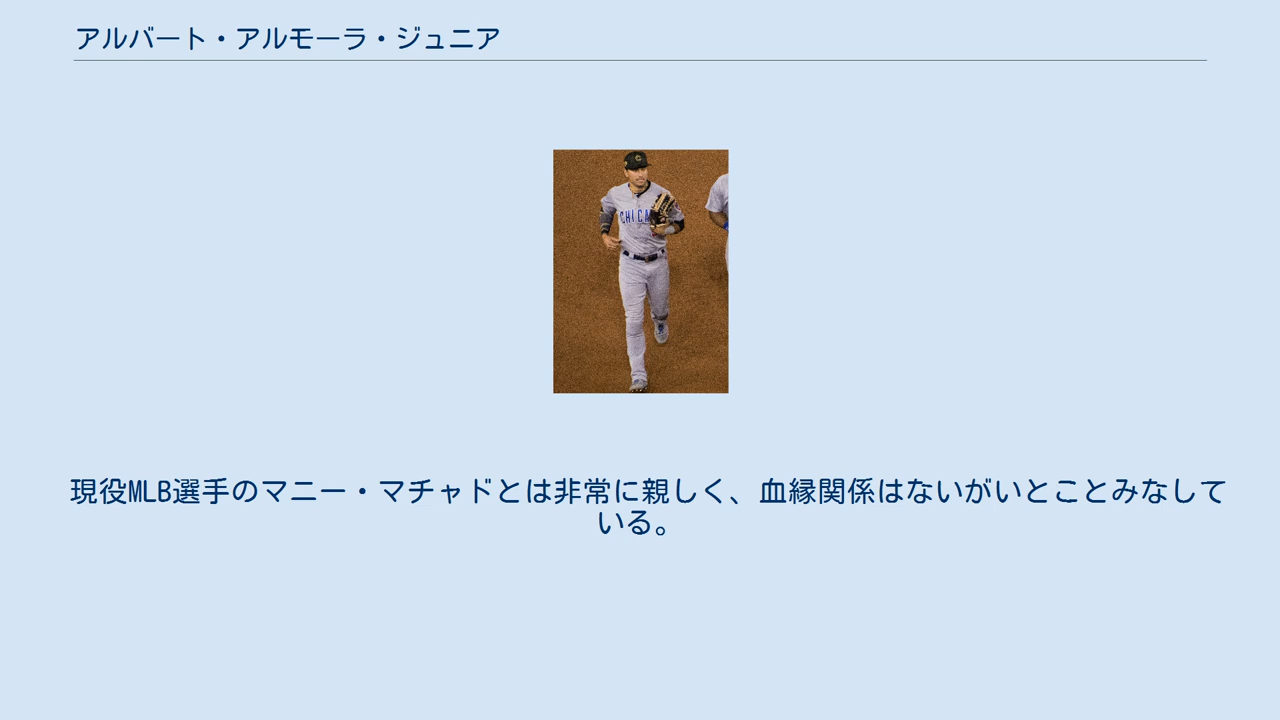 アルバート・アルモーラ・ジュニア
CHICA
現役MLB選手のマニー・マチャドとは非常に親しく、血縁関係はないがいとことみなして
いる。